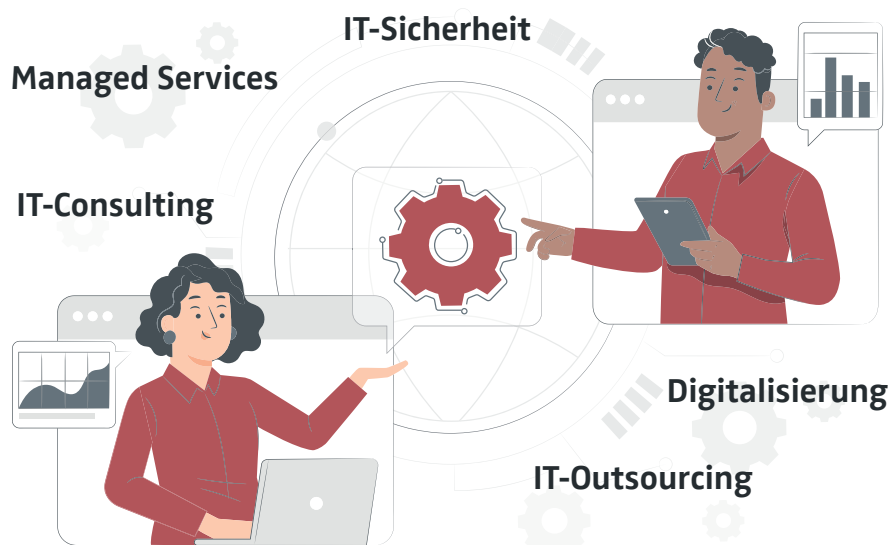 IT-Sicherheit
Managed Services
IT-Consulting
Digitalisierung
IT-Outsourcing